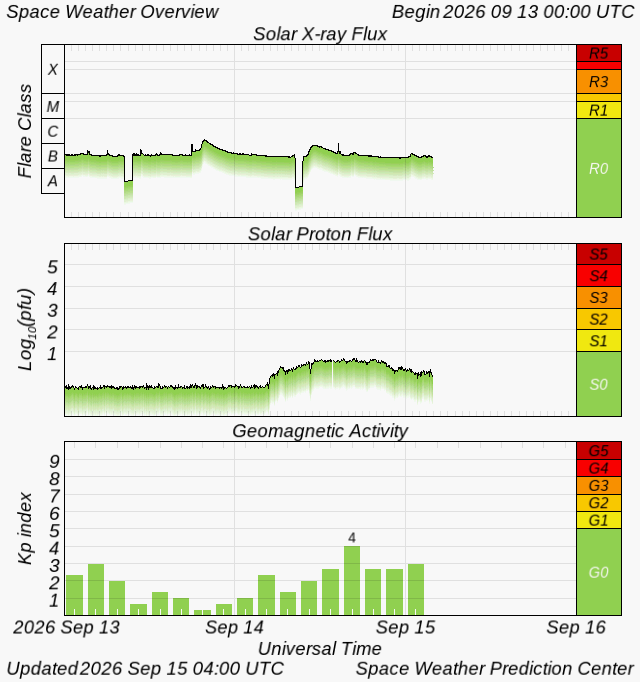 Space Weather Overview Begin 2026 09 13 00:00 UTC
Solar X-ray Flux
Flare Class
X
M
C
B
A
R5
R3
R1
R0
Solar Proton Flux
Log10(pfu)
5
4
3
2
1
S5
S4
S3
S2
S1
S0
Geomagnetic Activity
Kp index
9
8
7
6
5
4
3
2
1
4
G5
G4
G3
G2
G1
G0
2026 Sep 13 Sep 14 Sep 15 Sep 16
Universal Time
Updated 2026 Sep 15 04:00 UTC Space Weather Prediction Center